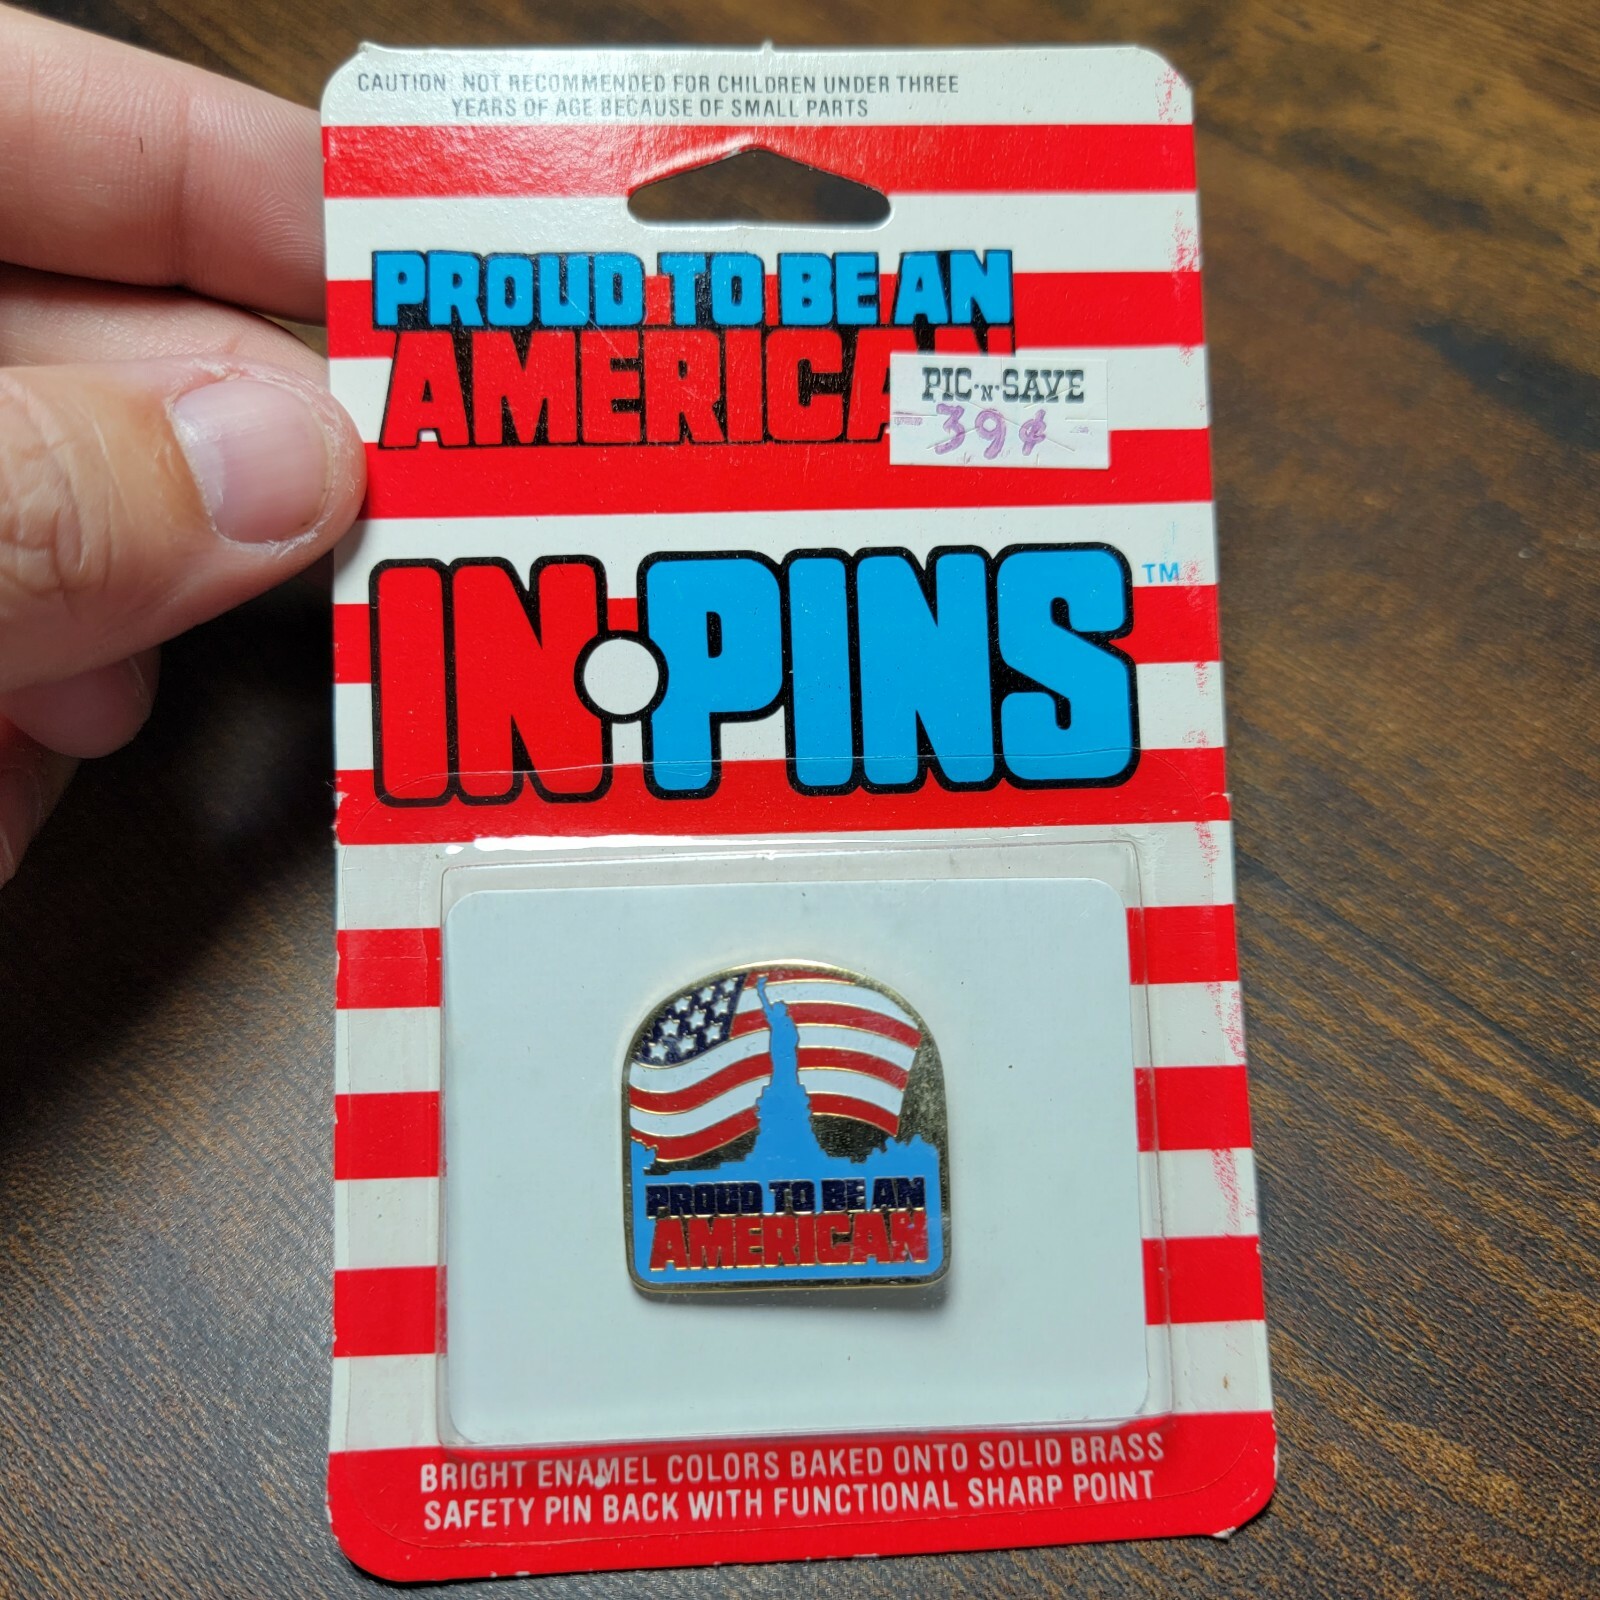 CAUTION: NOT RECOMMENDED FOR CHILDREN UNDER THREE
YEARS OF AGE BECAUSE OF SMALL PARTS
PROUD TO BE AN
AMERICAN
PIC·'N'·SAVE
39¢
IN·PINS™
PROUD TO BE AN
AMERICAN
BRIGHT ENAMEL COLORS BAKED ONTO SOLID BRASS
SAFETY PIN BACK WITH FUNCTIONAL SHARP POINT